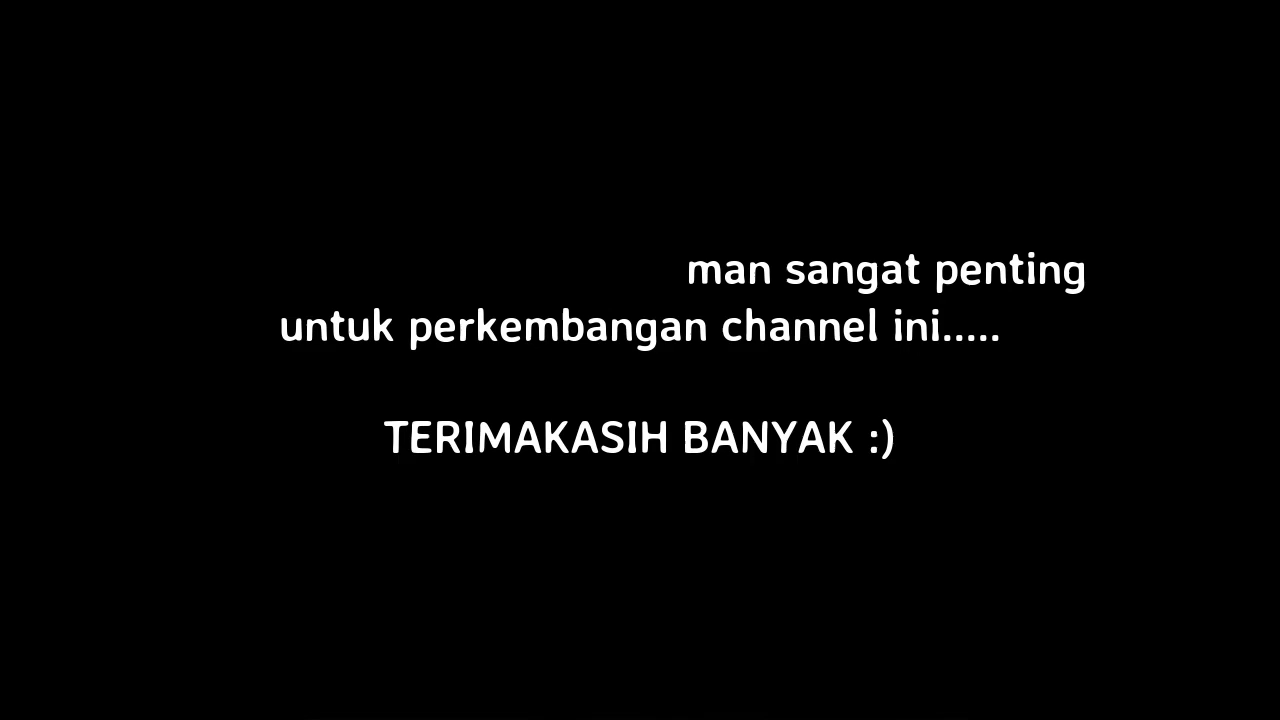 man sangat penting
untuk perkembangan channel ini.....
TERIMAKASIH BANYAK :)